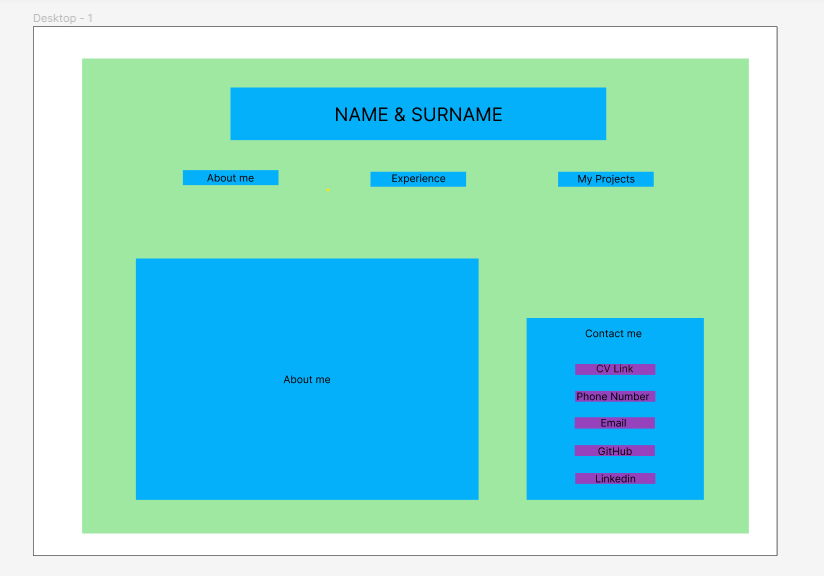 Desktop - 1
NAME & SURNAME
About me
Experience
My Projects
About me
Contact me
CV Link
Phone Number
Email
GitHub
Linkedin